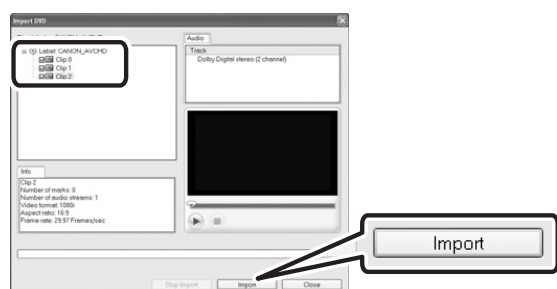 Import DVD
Label: CANON_AVCHD
Clip 0
Clip 1
Clip 2
Audio
Track
Dolby Digital stereo (2 channel)
Info
Clip 2
Number of marks: 0
Number of audio streams: 1
Video format: 1080i
Aspect ratio: 16:9
Frame rate: 29.97 Frames/sec
Stop Import
Import
Close
Import